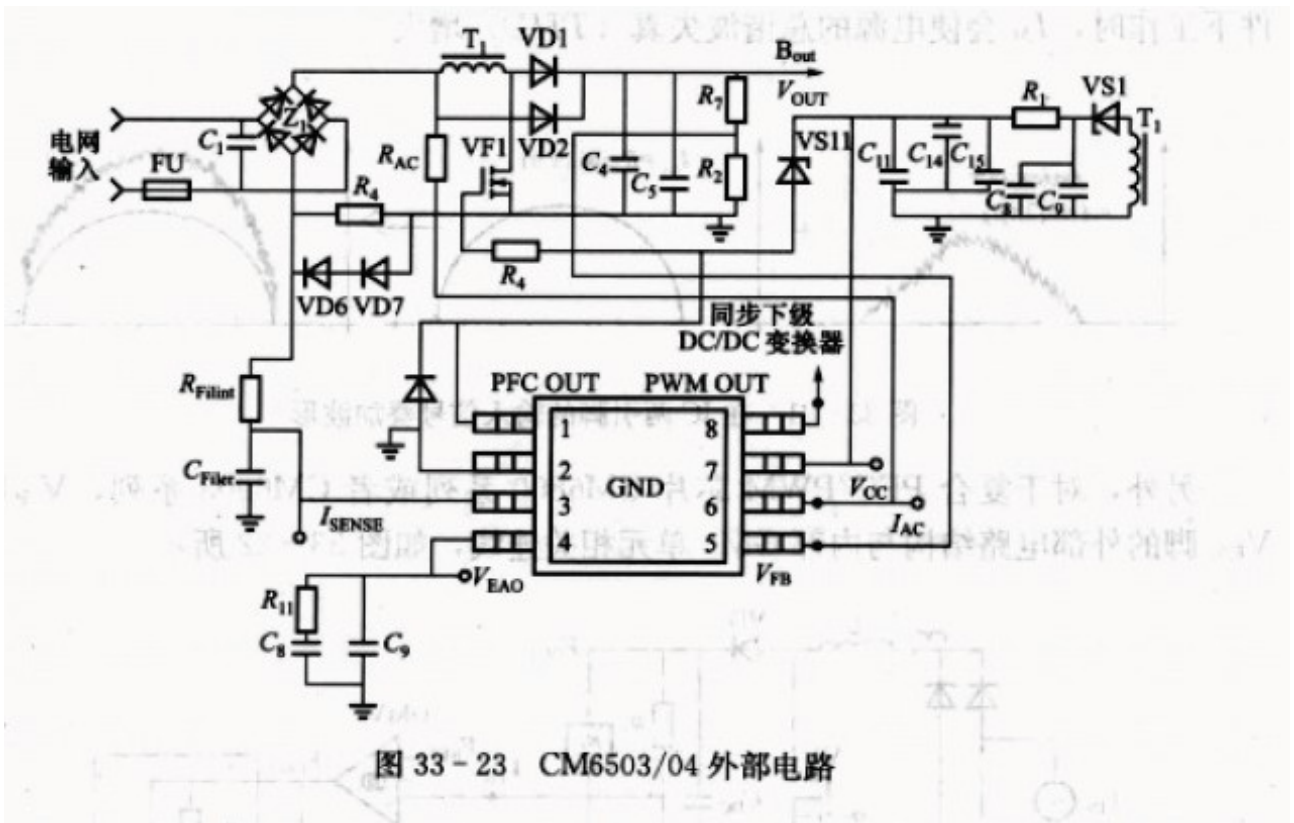 T₁
VD1
Bout
VOUT
VS1
R₁
T₁
R₇
Z₁
电网
输入
C₁
FU
RAC
VF1
VD2
VS11
C₄
C₅
R₂
C₁₁
C₁₄
C₁₅
C₈
C₉
R₄
R₄
VD6
VD7
同步下级
DC/DC 变换器
RFilint
PFC OUT
PWM OUT
1
8
2
7
GND
VCC
CFiler
ISENSE
3
6
IAC
4
5
VEAO
VFB
R₁₁
C₈
C₉
图 33-23 CM6503/04 外部电路